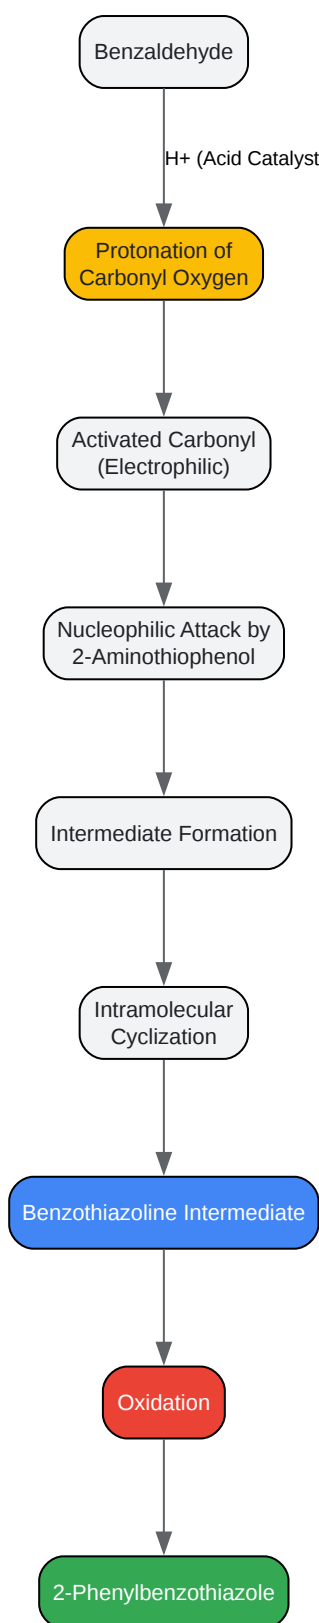 Benzaldehyde
H+ (Acid Catalyst
Protonation of
Carbonyl Oxygen
Activated Carbonyl
(Electrophilic)
Nucleophilic Attack by
2-Aminothiophenol
Intermediate Formation
Intramolecular
Cyclization
Benzothiazoline Intermediate
Oxidation
2-Phenylbenzothiazole